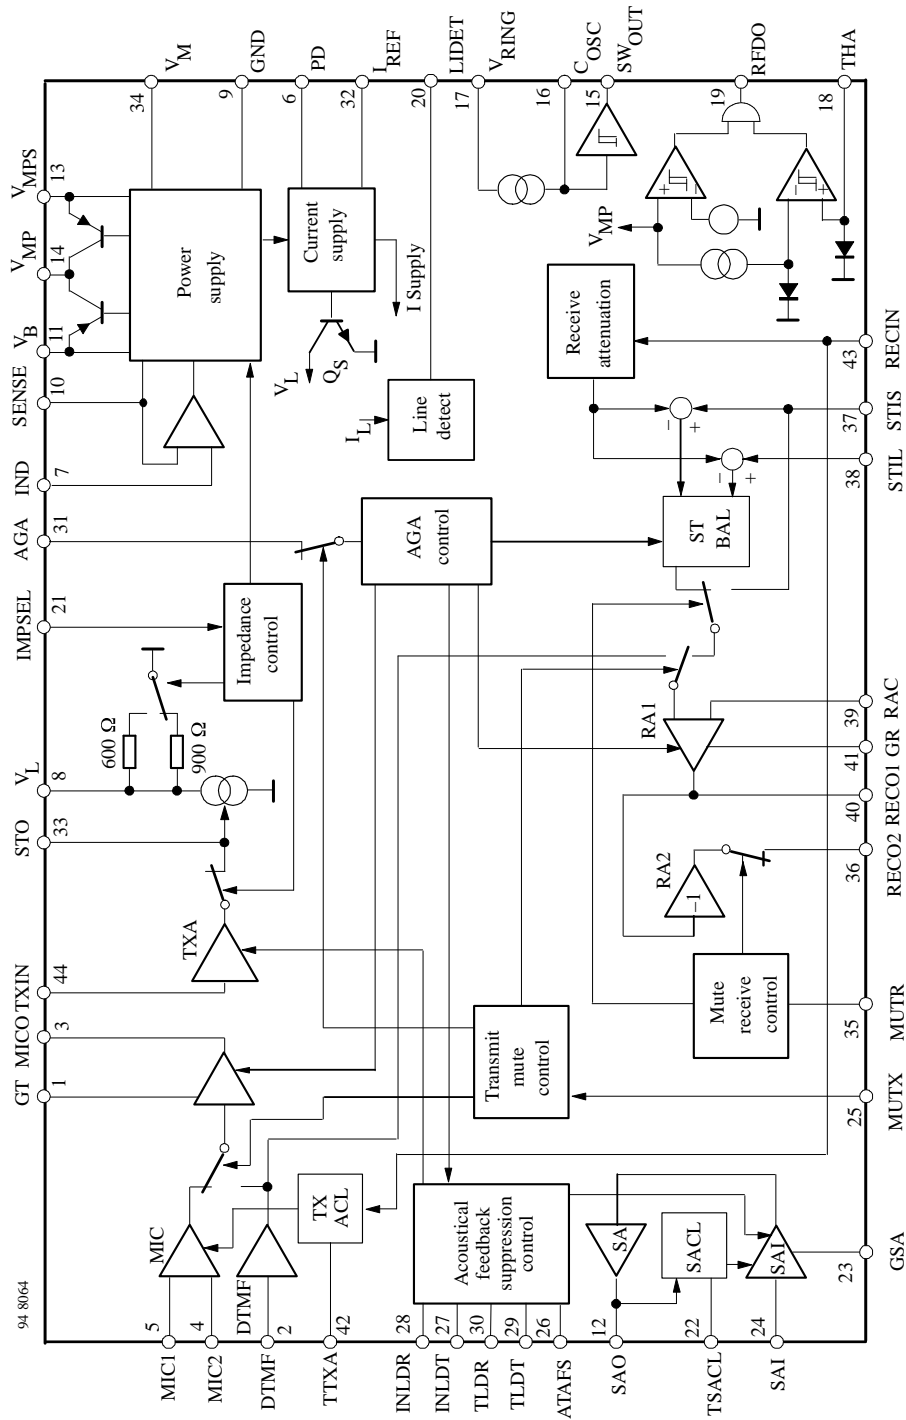 94 8064
GT
1
MICO
3
TXIN
44
STO
33
V_L
8
IMPSEL
21
AGA
31
IND
7
SENSE
10
V_B
11
V_MP
14
V_MPS
13
MIC1
5
MIC2
4
DTMF
2
TTXA
42
INLDR
28
INLDT
27
TLDR
30
TLDT
29
ATAFS
26
SAO
12
TSACL
22
SAI
24
V_M
34
GND
9
PD
6
I_REF
32
LIDET
20
V_RING
17
C_OSC
16
SW_OUT
15
RFDO
19
THA
18
GSA
23
MUTX
25
MUTR
35
RECO2
36
RECO1
40
GR
41
RAC
39
STIL
38
STIS
37
RECIN
43
MIC
DTMF
TX
ACL
TXA
600 Ω
900 Ω
Impedance
control
Power
supply
Current
supply
I Supply
V_L
Q_S
I_L
Line
detect
AGA
control
Transmit
mute
control
Acoustical
feedback
suppression
control
SA
SACL
SAI
Mute
receive
control
RA2
−1
RA1
ST
BAL
−
+
−
+
Receive
attenuation
V_MP
+
−
−
+